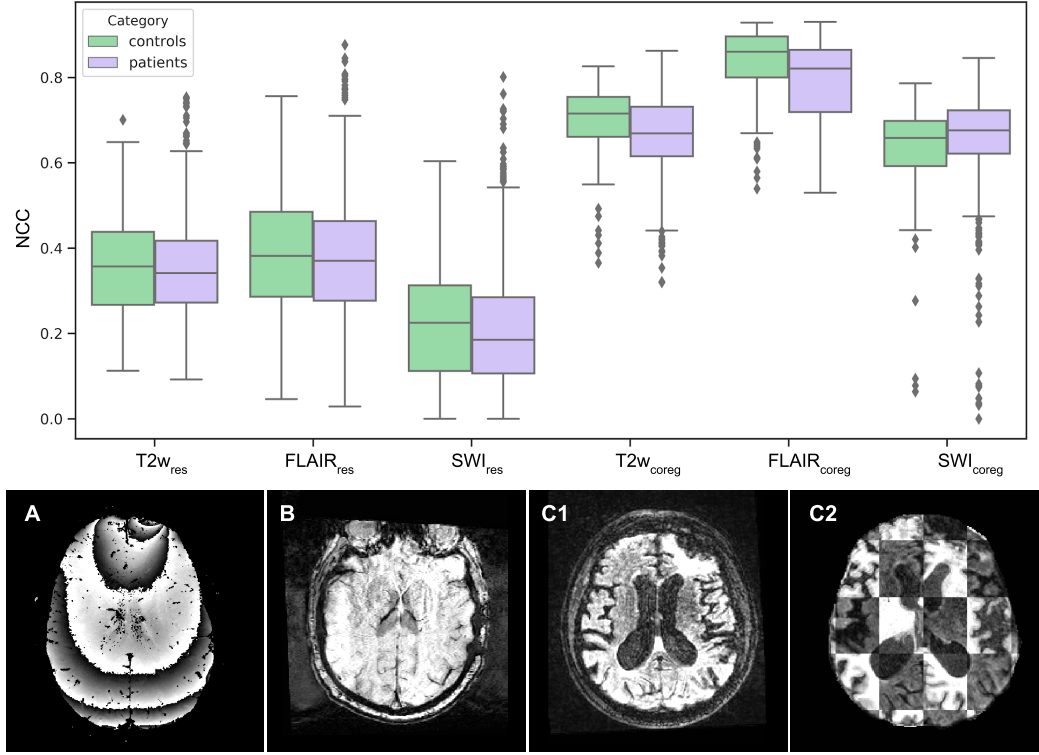 Category
controls
patients
NCC
0.8
0.6
0.4
0.2
0.0
T2wres FLAIRres SWIres T2wcoreg FLAIRcoreg SWIcoreg
A B C1 C2